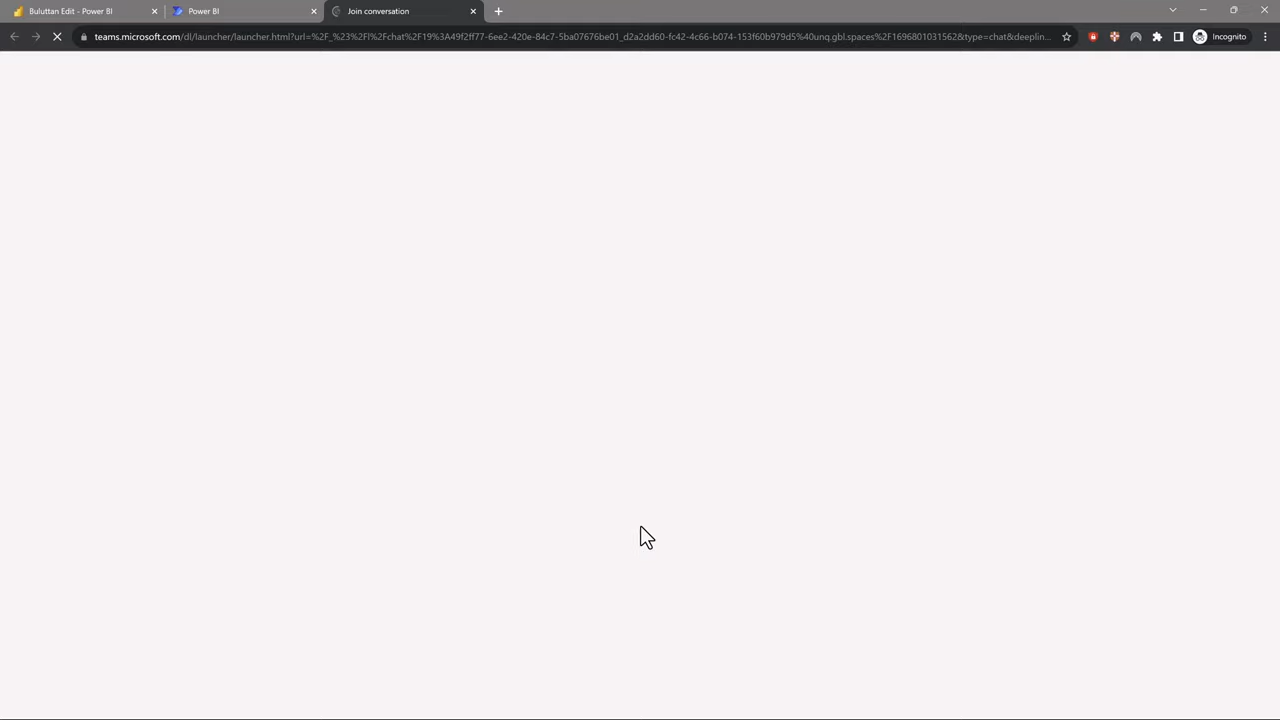 Buluttan Edit - Power BI
Power BI
Join conversation
teams.microsoft.com/dl/launcher/launcher.html?url=%2F_%23%2Fl%2Fchat%2F19%3A49f2ff77-6ee2-420e-84c7-5ba07676be01_d2a2dd60-fc42-4c66-b074-153f60b979d5%40unq.gbl.spaces%2F1696801031562&type=chat&deeplin...
Incognito